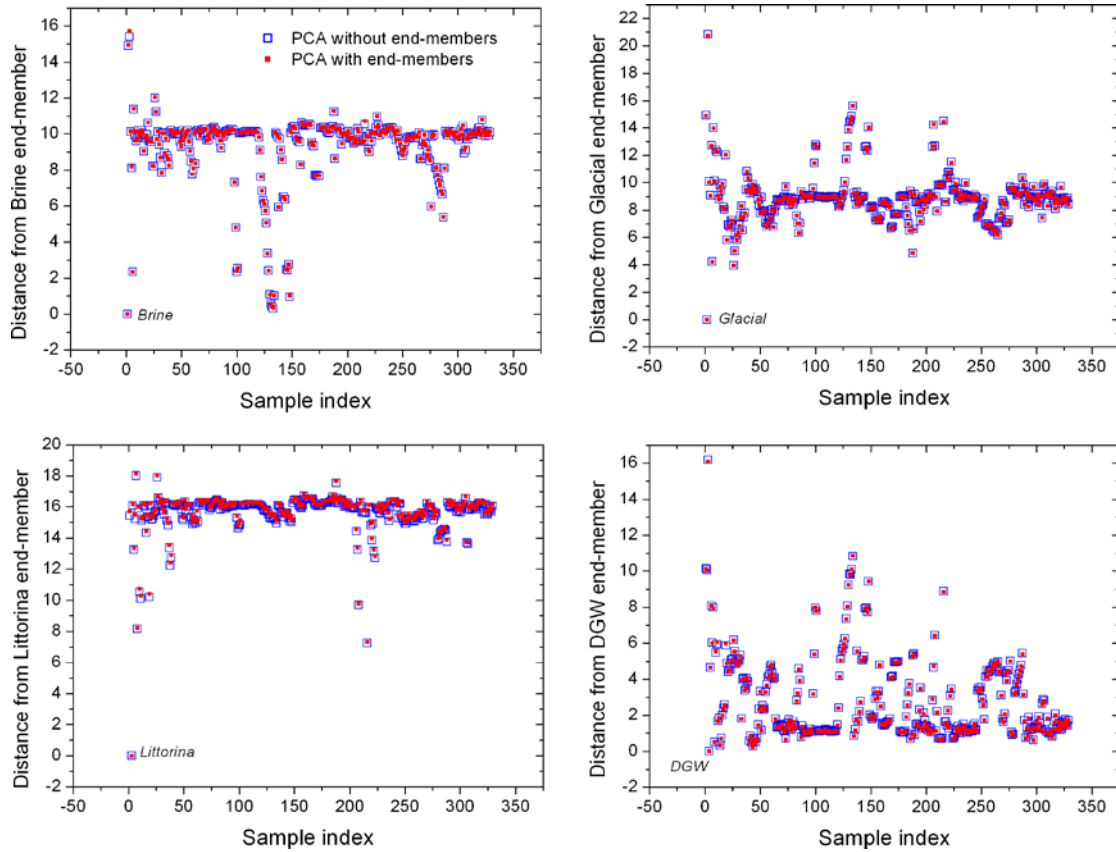 Distance from Brine end-member
16
14
12
10
8
6
4
2
0
-2
PCA without end-members
PCA with end-members
Brine
-50 0 50 100 150 200 250 300 350
Sample index
Distance from Glacial end-member
22
20
18
16
14
12
10
8
6
4
2
0
-2
Glacial
-50 0 50 100 150 200 250 300 350
Sample index
Distance from Littorina end-member
20
18
16
14
12
10
8
6
4
2
0
-2
Littorina
-50 0 50 100 150 200 250 300 350
Sample index
Distance from DGW end-member
16
14
12
10
8
6
4
2
0
-2
DGW
-50 0 50 100 150 200 250 300 350
Sample index